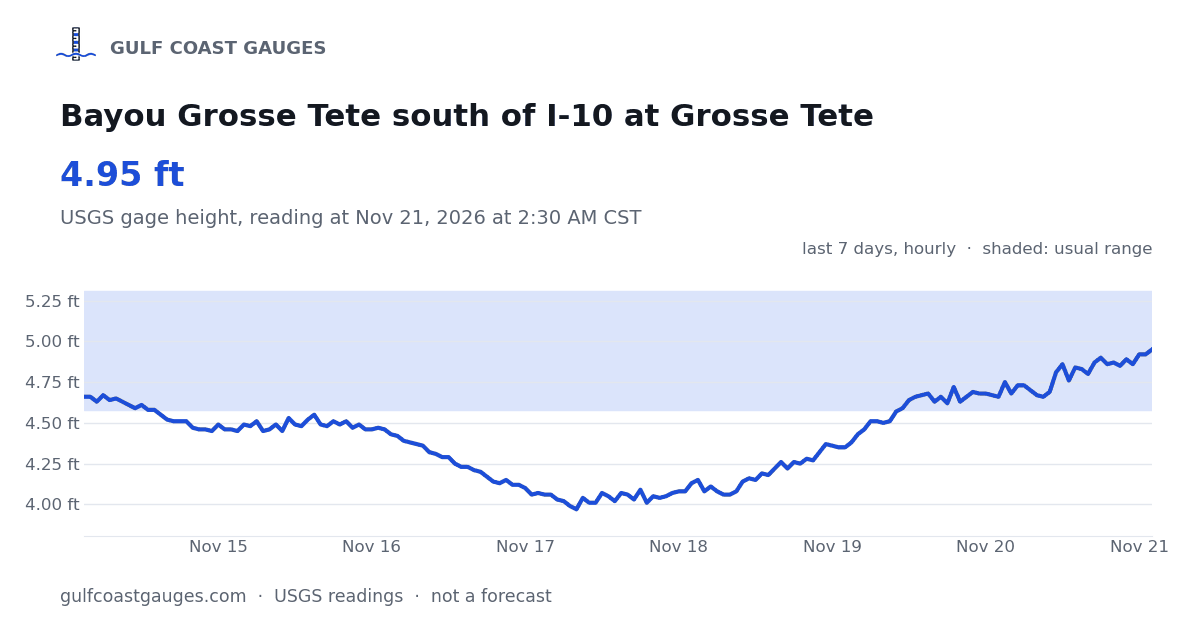 GULF COAST GAUGES
Bayou Grosse Tete south of I-10 at Grosse Tete
4.95 ft
USGS gage height, reading at Nov 21, 2026 at 2:30 AM CST
last 7 days, hourly · shaded: usual range
5.25 ft
5.00 ft
4.75 ft
4.50 ft
4.25 ft
4.00 ft
Nov 15 Nov 16 Nov 17 Nov 18 Nov 19 Nov 20 Nov 21
gulfcoastgauges.com · USGS readings · not a forecast